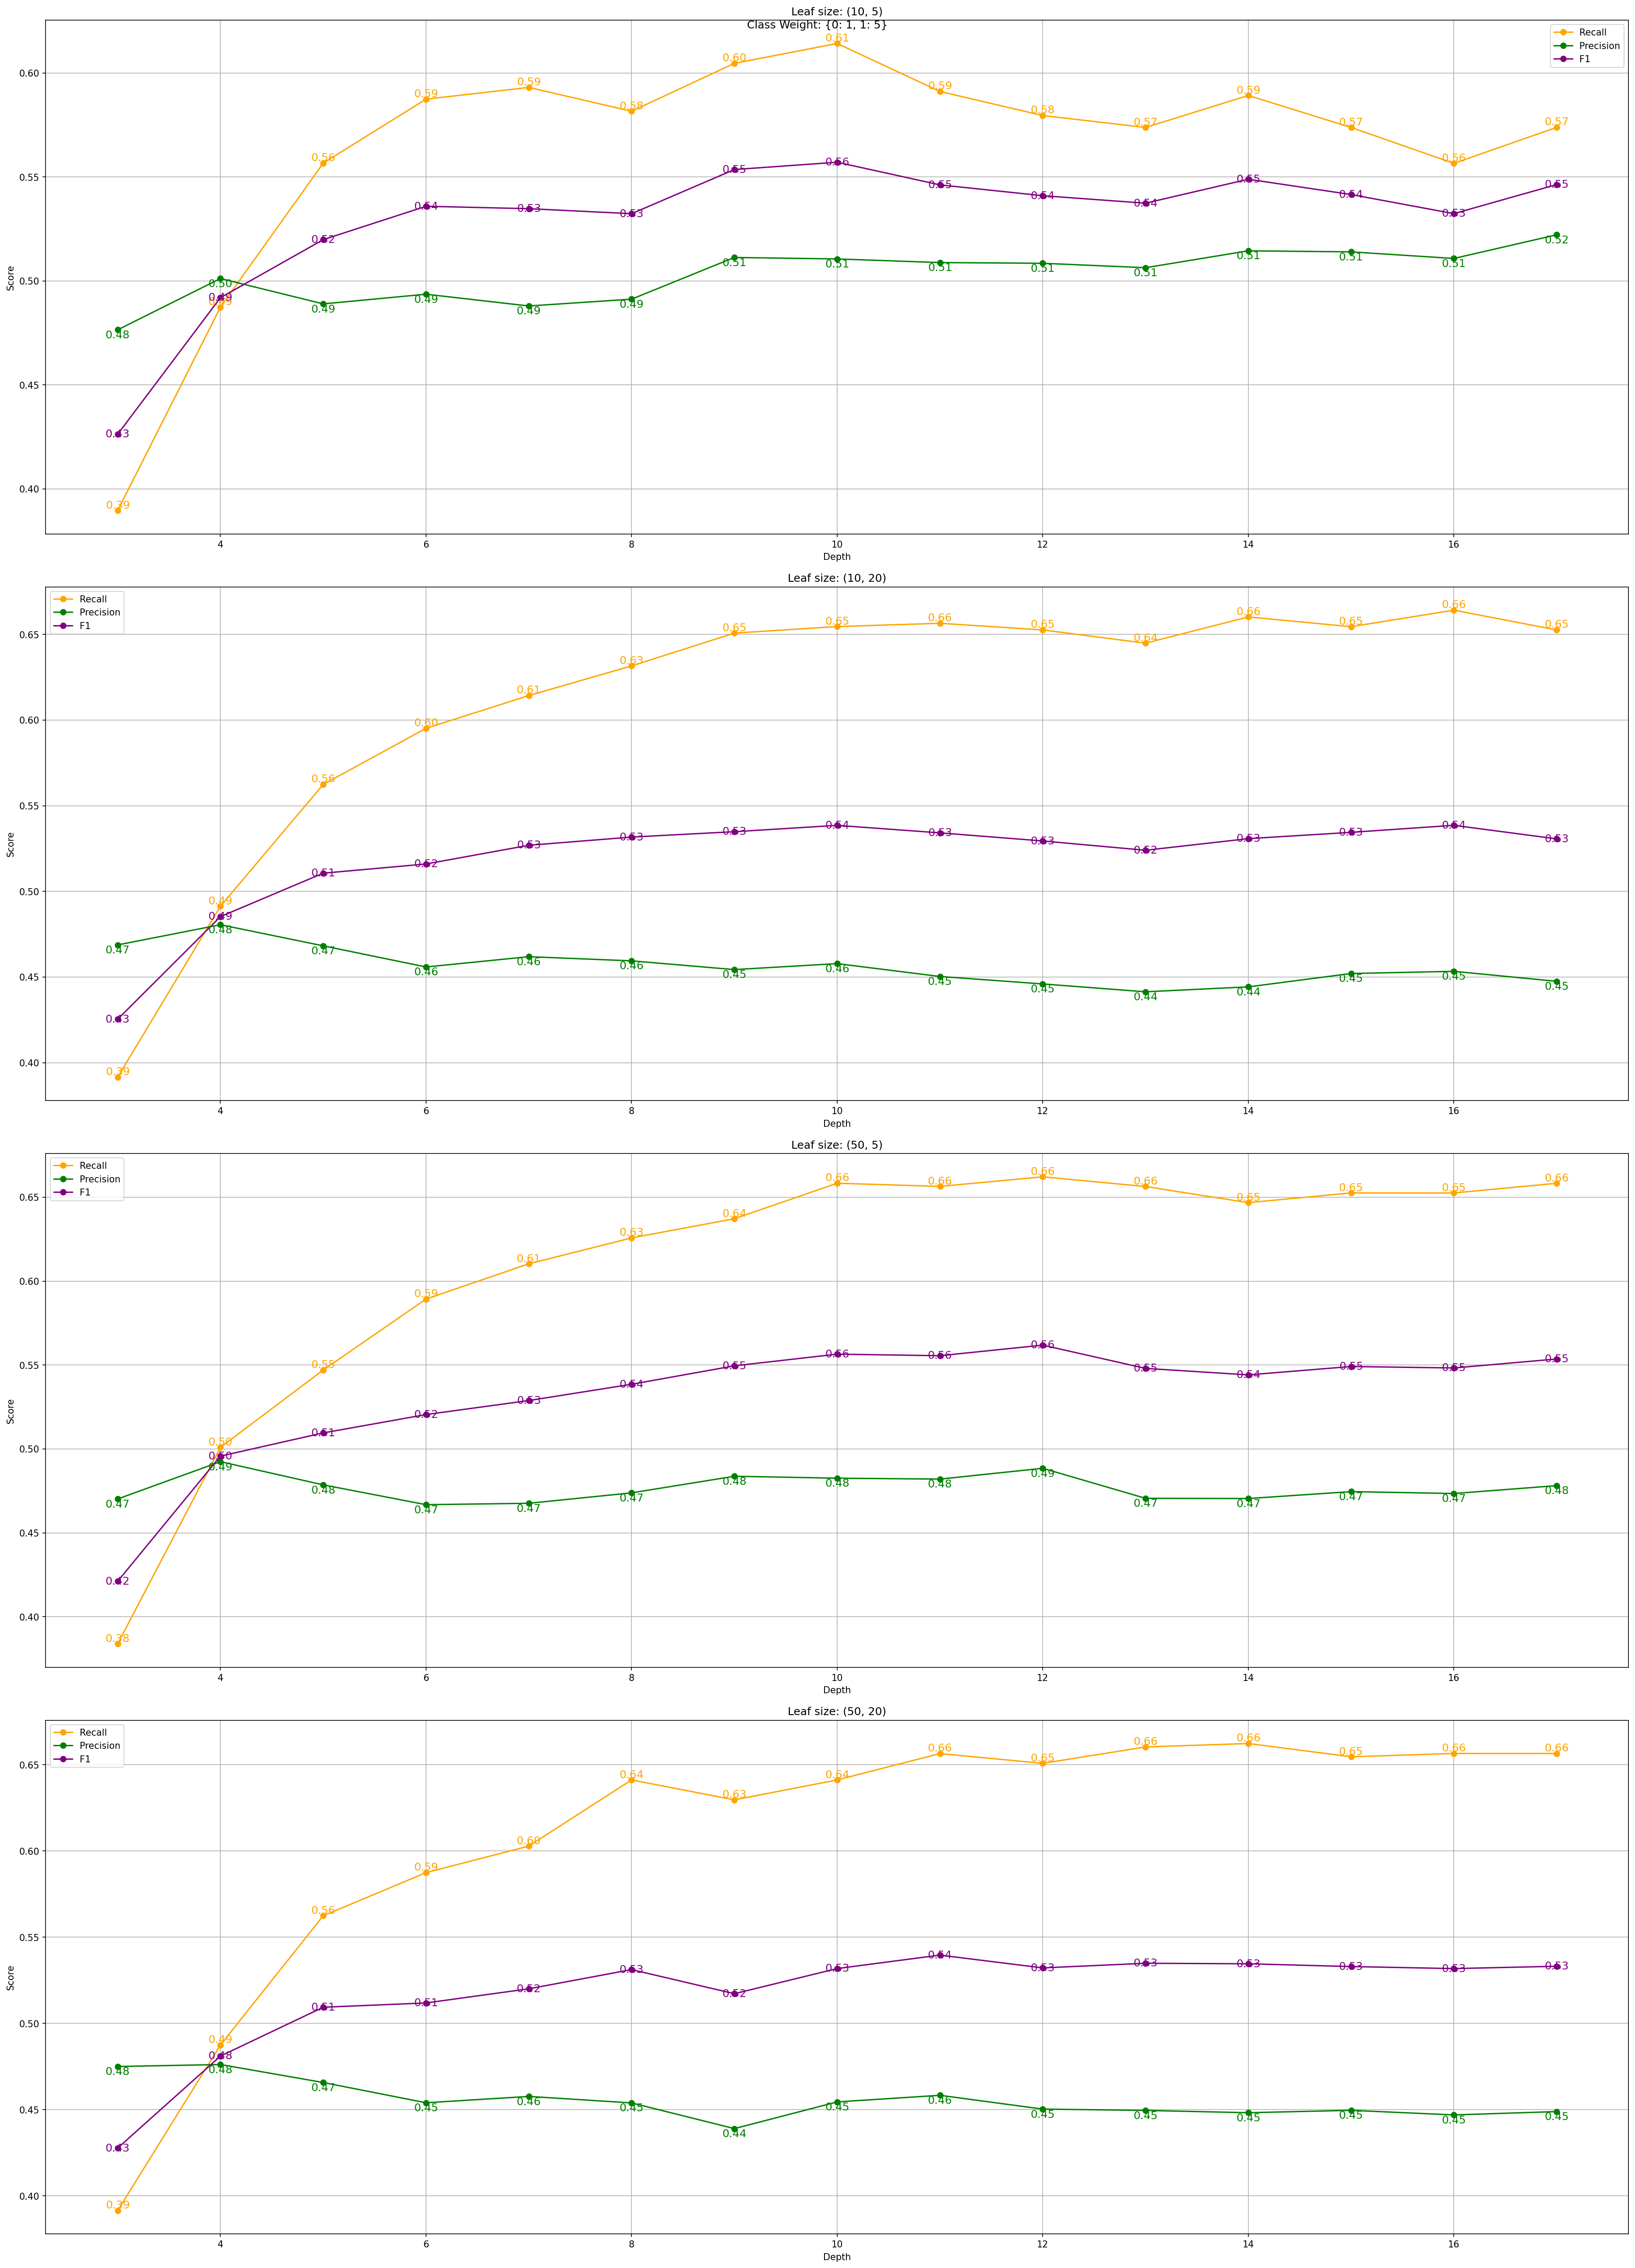 Leaf size: (10, 5)
Class Weight: {0: 1, 1: 5}
Recall
Precision
F1
Score
0.60
0.55
0.50
0.45
0.40
0.39 0.49 0.56 0.59 0.59 0.58 0.60 0.61 0.59 0.58 0.57 0.59 0.57 0.56 0.57
0.43 0.49 0.52 0.54 0.53 0.53 0.55 0.56 0.55 0.54 0.54 0.55 0.54 0.53 0.55
0.48 0.50 0.49 0.49 0.49 0.49 0.51 0.51 0.51 0.51 0.51 0.51 0.51 0.51 0.52
4 6 8 10 12 14 16
Depth
Leaf size: (10, 20)
Recall
Precision
F1
Score
0.65
0.60
0.55
0.50
0.45
0.40
0.39 0.49 0.56 0.60 0.61 0.63 0.65 0.65 0.66 0.65 0.64 0.66 0.65 0.66 0.65
0.43 0.49 0.51 0.52 0.53 0.53 0.53 0.54 0.53 0.53 0.52 0.53 0.53 0.54 0.53
0.47 0.48 0.47 0.46 0.46 0.46 0.45 0.46 0.45 0.45 0.44 0.44 0.45 0.45 0.45
4 6 8 10 12 14 16
Depth
Leaf size: (50, 5)
Recall
Precision
F1
Score
0.65
0.60
0.55
0.50
0.45
0.40
0.38 0.50 0.55 0.59 0.61 0.63 0.64 0.66 0.66 0.66 0.66 0.65 0.65 0.65 0.66
0.42 0.50 0.51 0.52 0.53 0.54 0.55 0.56 0.56 0.56 0.55 0.54 0.55 0.55 0.55
0.47 0.49 0.48 0.47 0.47 0.47 0.48 0.48 0.48 0.49 0.47 0.47 0.47 0.47 0.48
4 6 8 10 12 14 16
Depth
Leaf size: (50, 20)
Recall
Precision
F1
Score
0.65
0.60
0.55
0.50
0.45
0.40
0.39 0.49 0.56 0.59 0.60 0.64 0.63 0.64 0.66 0.65 0.66 0.66 0.65 0.66 0.66
0.43 0.48 0.51 0.51 0.52 0.53 0.52 0.53 0.54 0.53 0.53 0.53 0.53 0.53 0.53
0.48 0.48 0.47 0.45 0.46 0.45 0.44 0.45 0.46 0.45 0.45 0.45 0.45 0.45 0.45
4 6 8 10 12 14 16
Depth